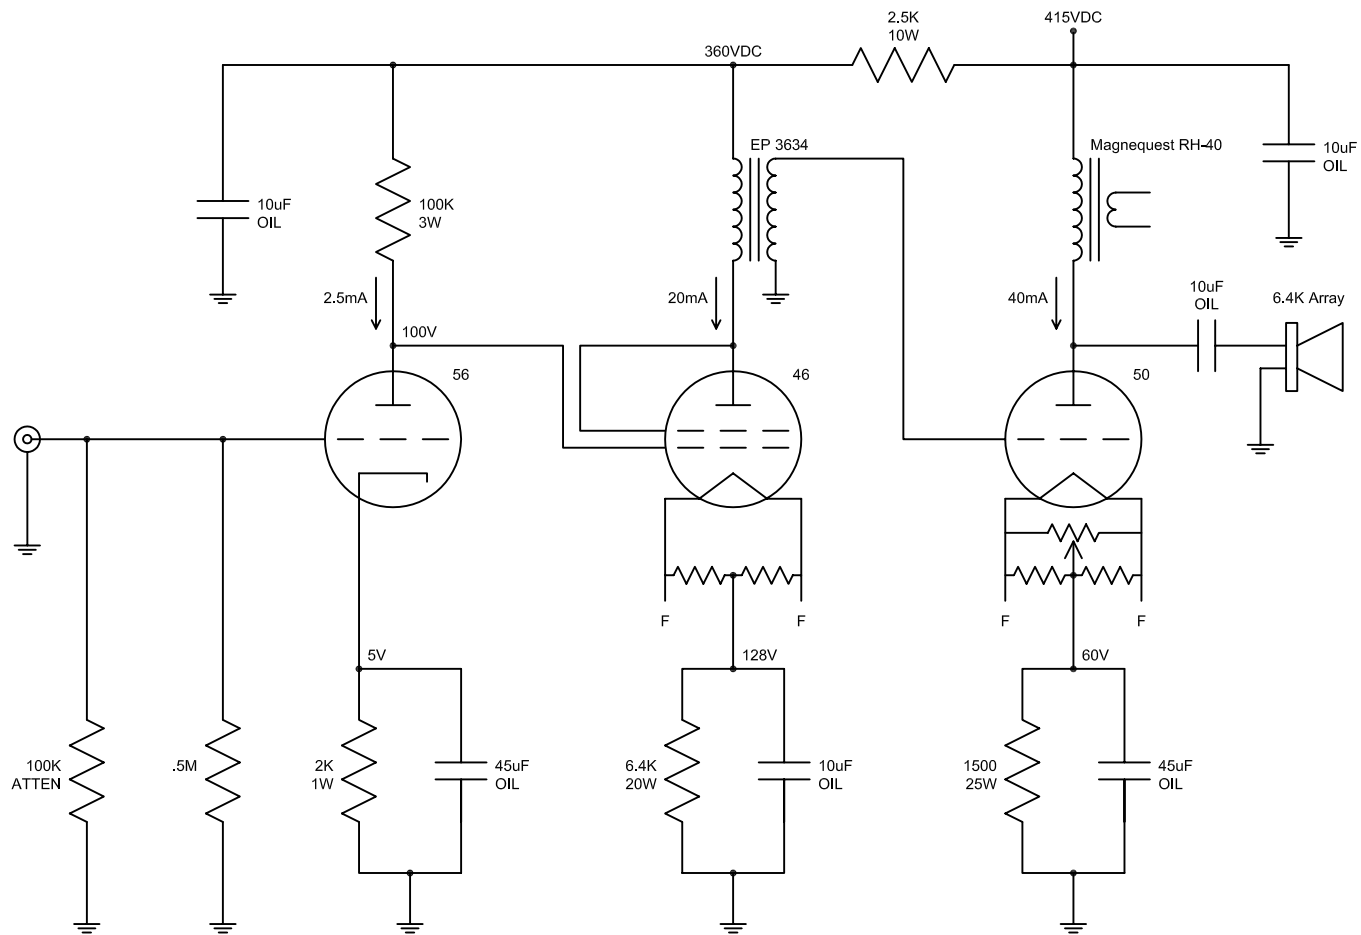 2.5K
10W
415VDC
360VDC
EP 3634
Magnequest RH-40
10uF
OIL
100K
3W
10uF
OIL
2.5mA
20mA
40mA
10uF
OIL
6.4K Array
100V
56
46
50
F
F
F
F
5V
128V
60V
100K
ATTEN
.5M
2K
1W
45uF
OIL
6.4K
20W
10uF
OIL
1500
25W
45uF
OIL